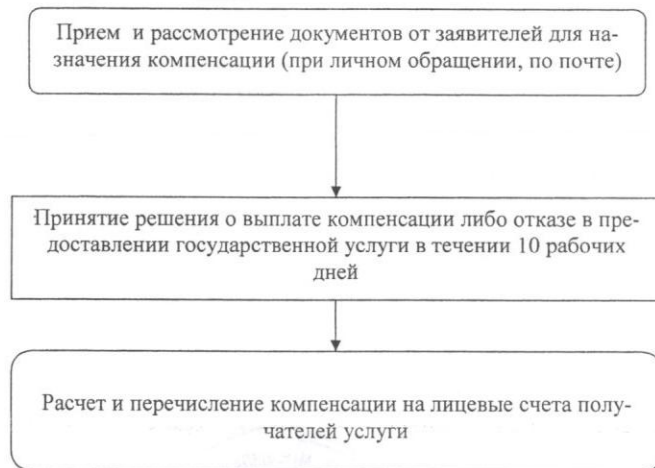 Прием и рассмотрение документов от заявителей для на-
значения компенсации (при личном обращении, по почте)
Принятие решения о выплате компенсации либо отказе в пре-
доставлении государственной услуги в течении 10 рабочих
дней
Расчет и перечисление компенсации на лицевые счета полу-
чателей услуги